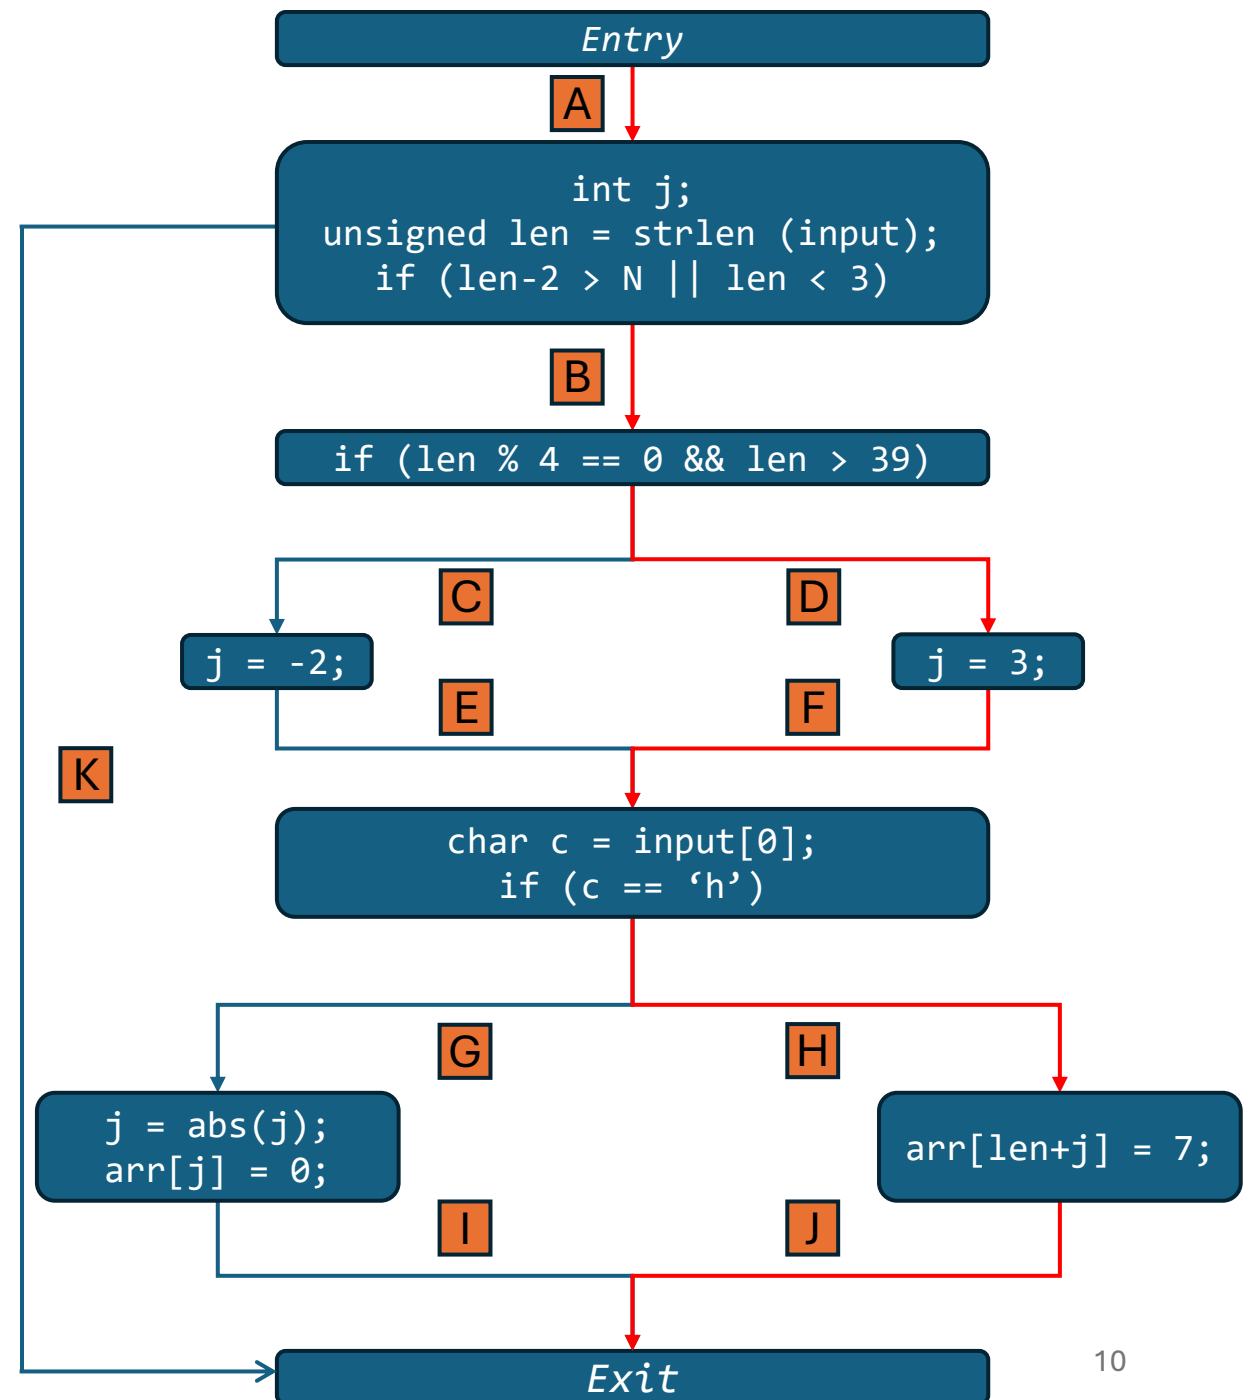 Entry
A
int j;
unsigned len = strlen (input);
if (len-2 > N || len < 3)
B
if (len % 4 == 0 && len > 39)
C
D
j = -2;
j = 3;
E
F
K
char c = input[0];
if (c == ‘h’)
G
H
j = abs(j);
arr[j] = 0;
arr[len+j] = 7;
I
J
Exit
10